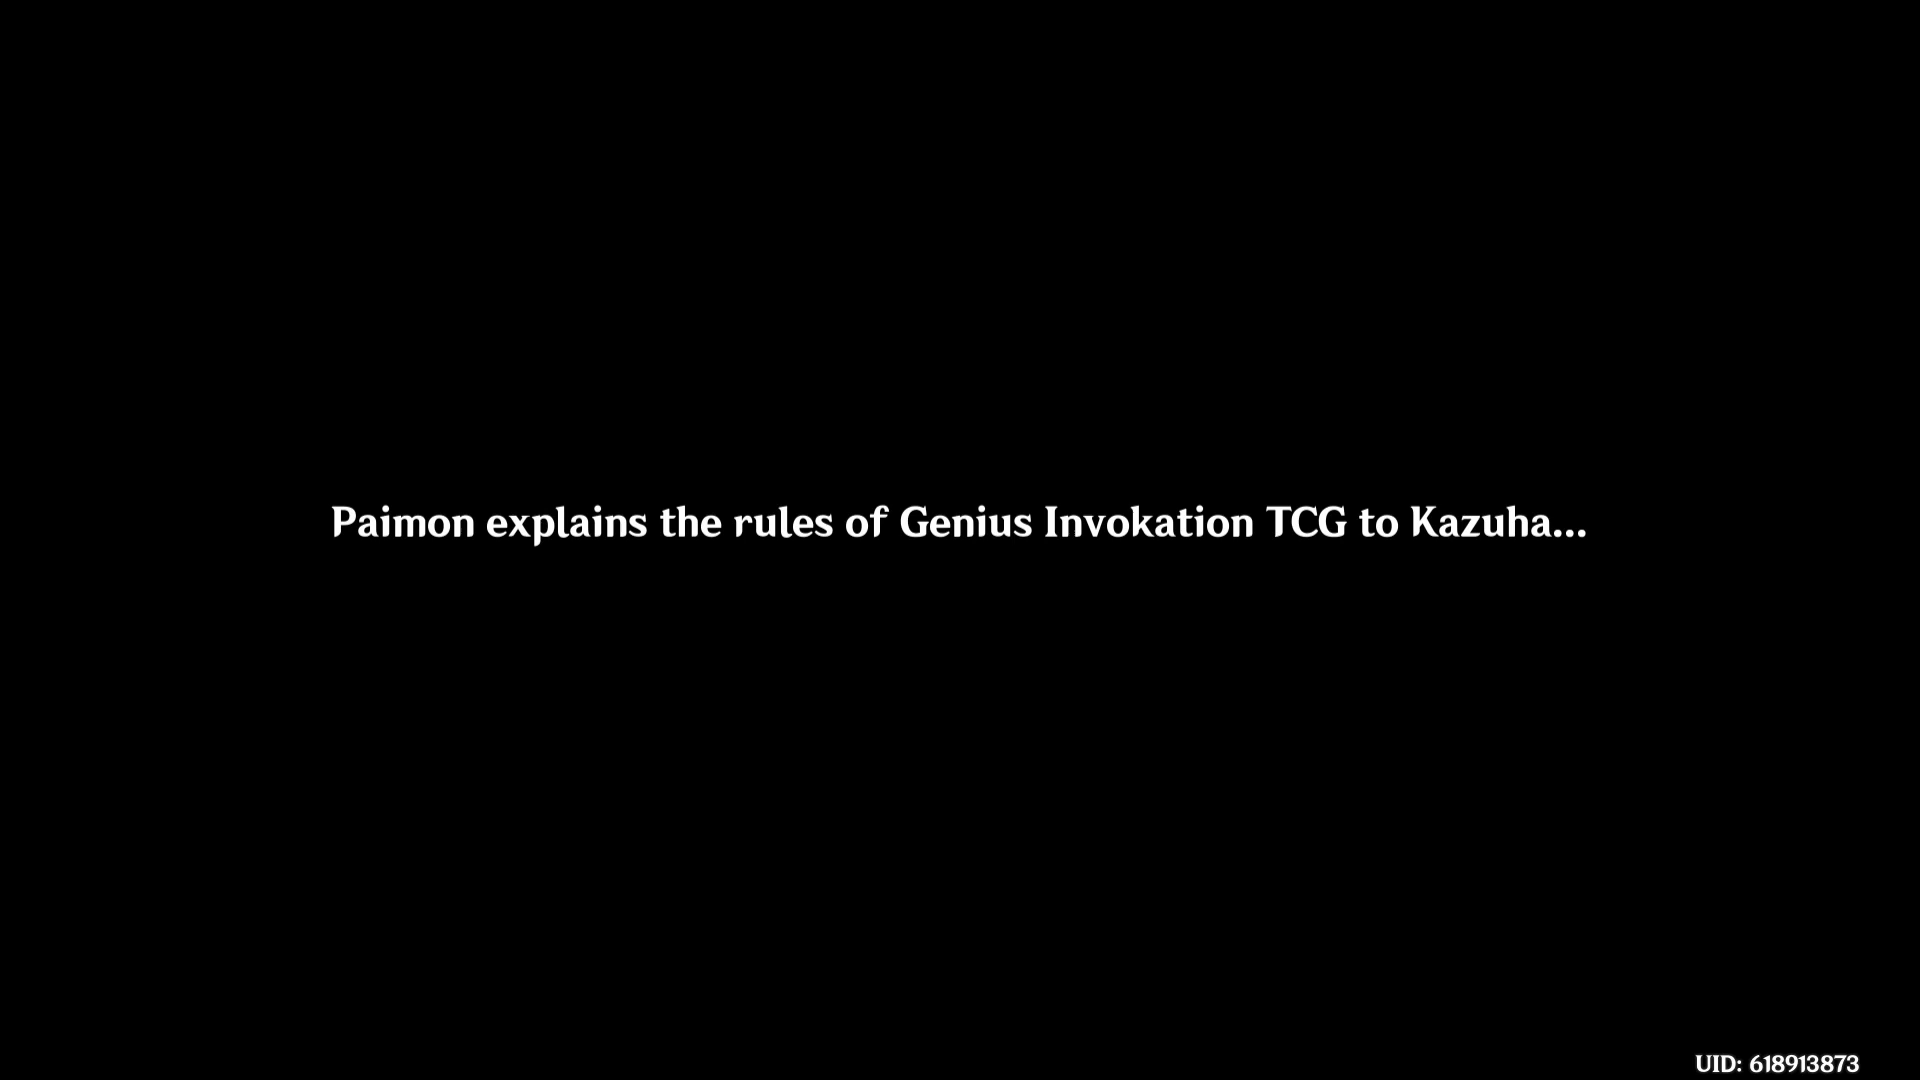 Paimon explains the rules of Genius Invokation TCG to Kazuha...
UID: 618913873